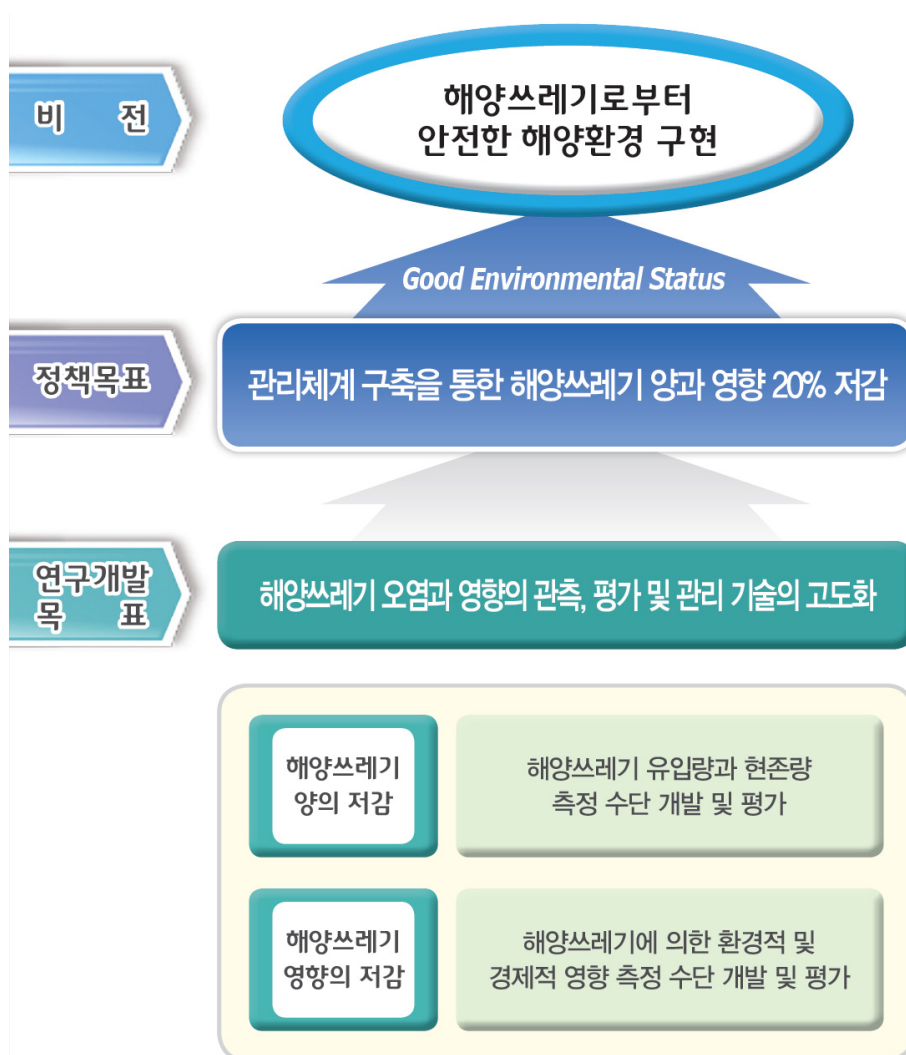 비 전
해양쓰레기로부터
안전한 해양환경 구현
Good Environmental Status
정책목표
관리체계 구축을 통한 해양쓰레기 양과 영향 20% 저감
연구개발
목 표
해양쓰레기 오염과 영향의 관측, 평가 및 관리 기술의 고도화
해양쓰레기
양의 저감
해양쓰레기 유입량과 현존량
측정 수단 개발 및 평가
해양쓰레기
영향의 저감
해양쓰레기에 의한 환경적 및
경제적 영향 측정 수단 개발 및 평가